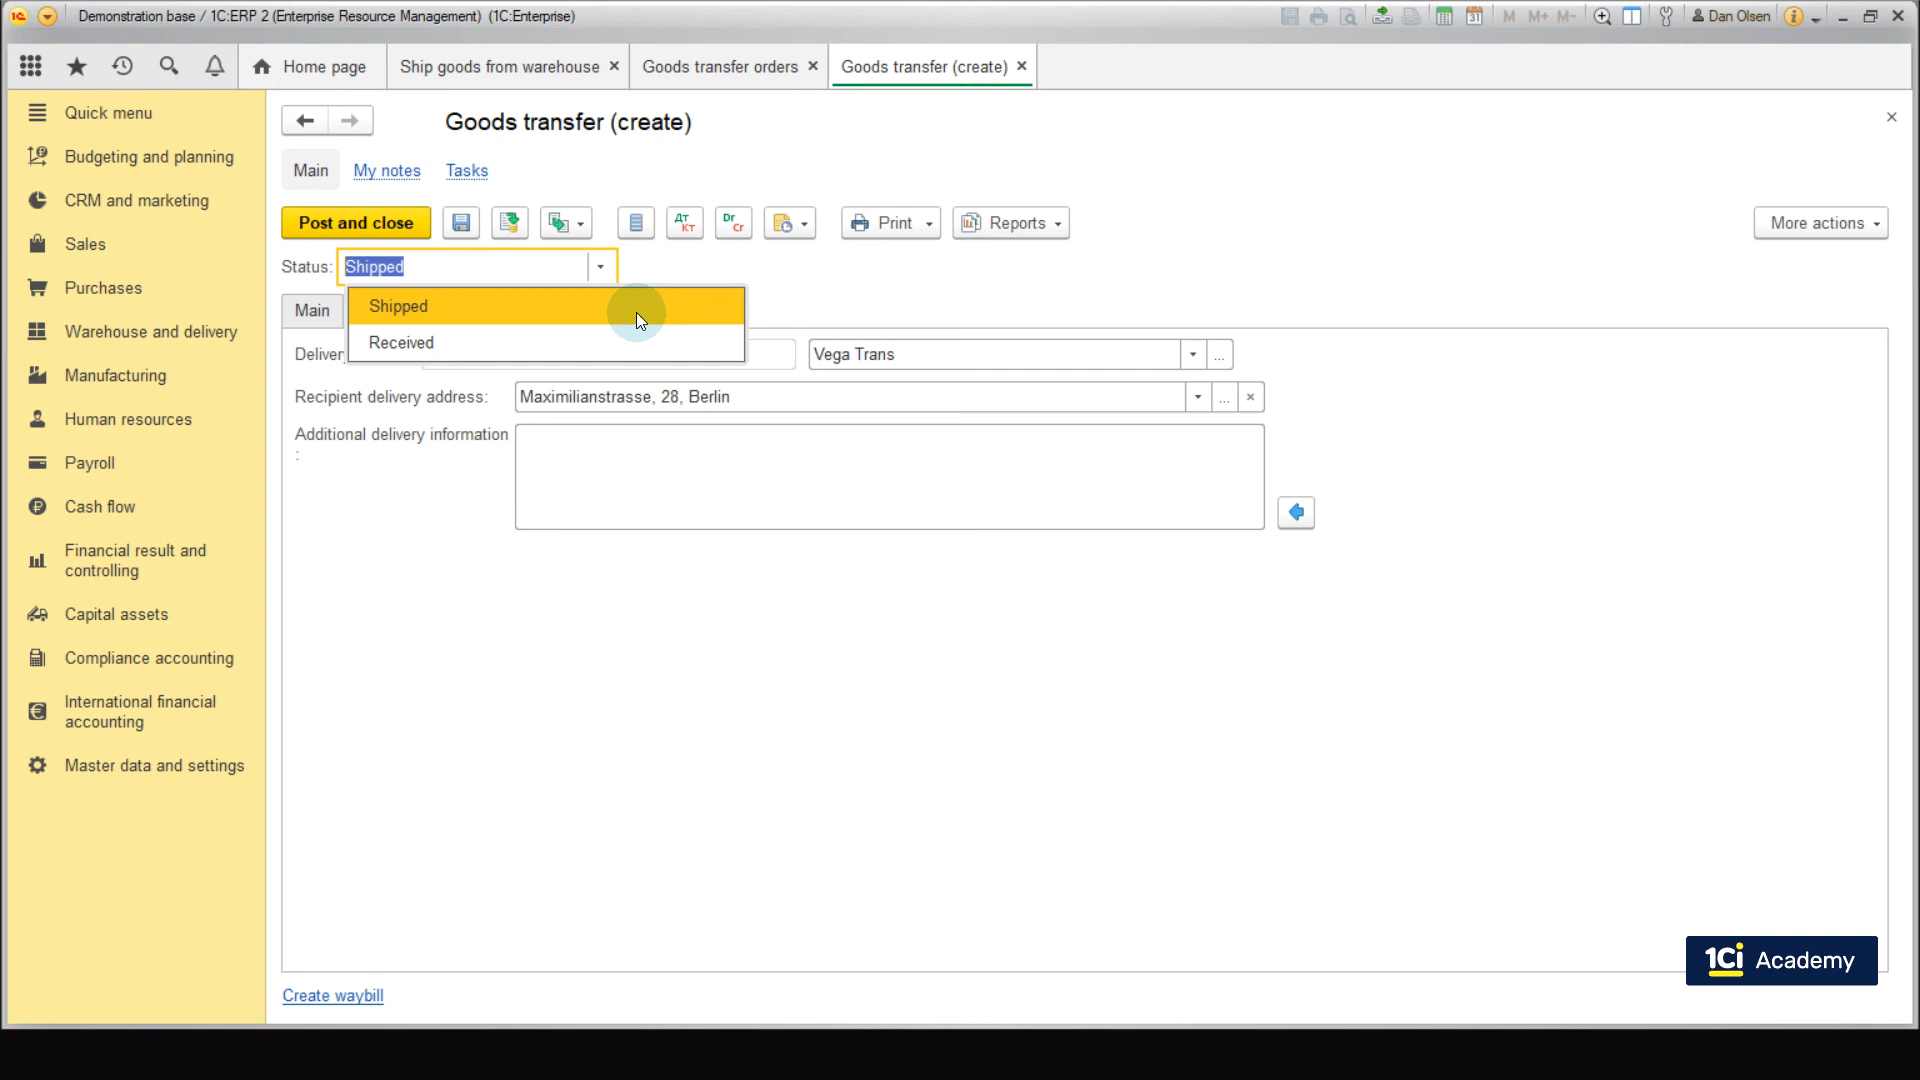 Demonstration base / 1C:ERP 2 (Enterprise Resource Management) (1C:Enterprise)
M M+ M- Dan Olsen
Home page
Ship goods from warehouse
Goods transfer orders
Goods transfer (create)
Quick menu
Budgeting and planning
CRM and marketing
Sales
Purchases
Warehouse and delivery
Manufacturing
Human resources
Payroll
Cash flow
Financial result and
controlling
Capital assets
Compliance accounting
International financial
accounting
Master data and settings
Goods transfer (create)
Main My notes Tasks
Post and close
Дт
Кт
Dr
Cr
Print
Reports
More actions
Status: Shipped
Shipped
Received
Main
Vega Trans
...
Recipient delivery address: Maximilianstrasse, 28, Berlin
...
Additional delivery information
:
Create waybill
1Ci Academy